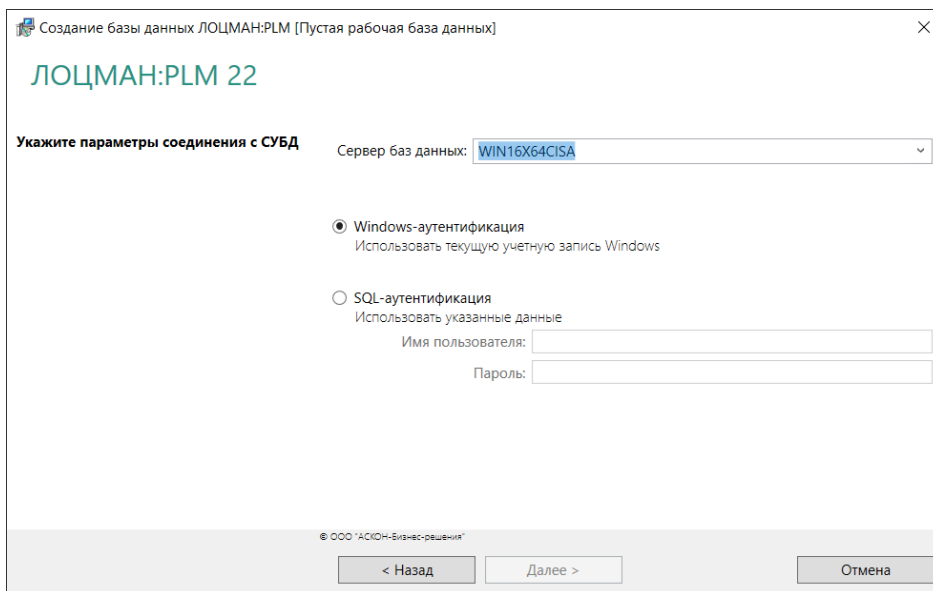 Создание базы данных ЛОЦМАН:PLM [Пустая рабочая база данных]
ЛОЦМАН:PLM 22
Укажите параметры соединения с СУБД
Сервер баз данных: WIN16X64CISA
Windows-аутентификация
Использовать текущую учетную запись Windows
SQL-аутентификация
Использовать указанные данные
Имя пользователя:
Пароль:
© ООО "АСКОН-Бизнес-решения"
< Назад Далее > Отмена